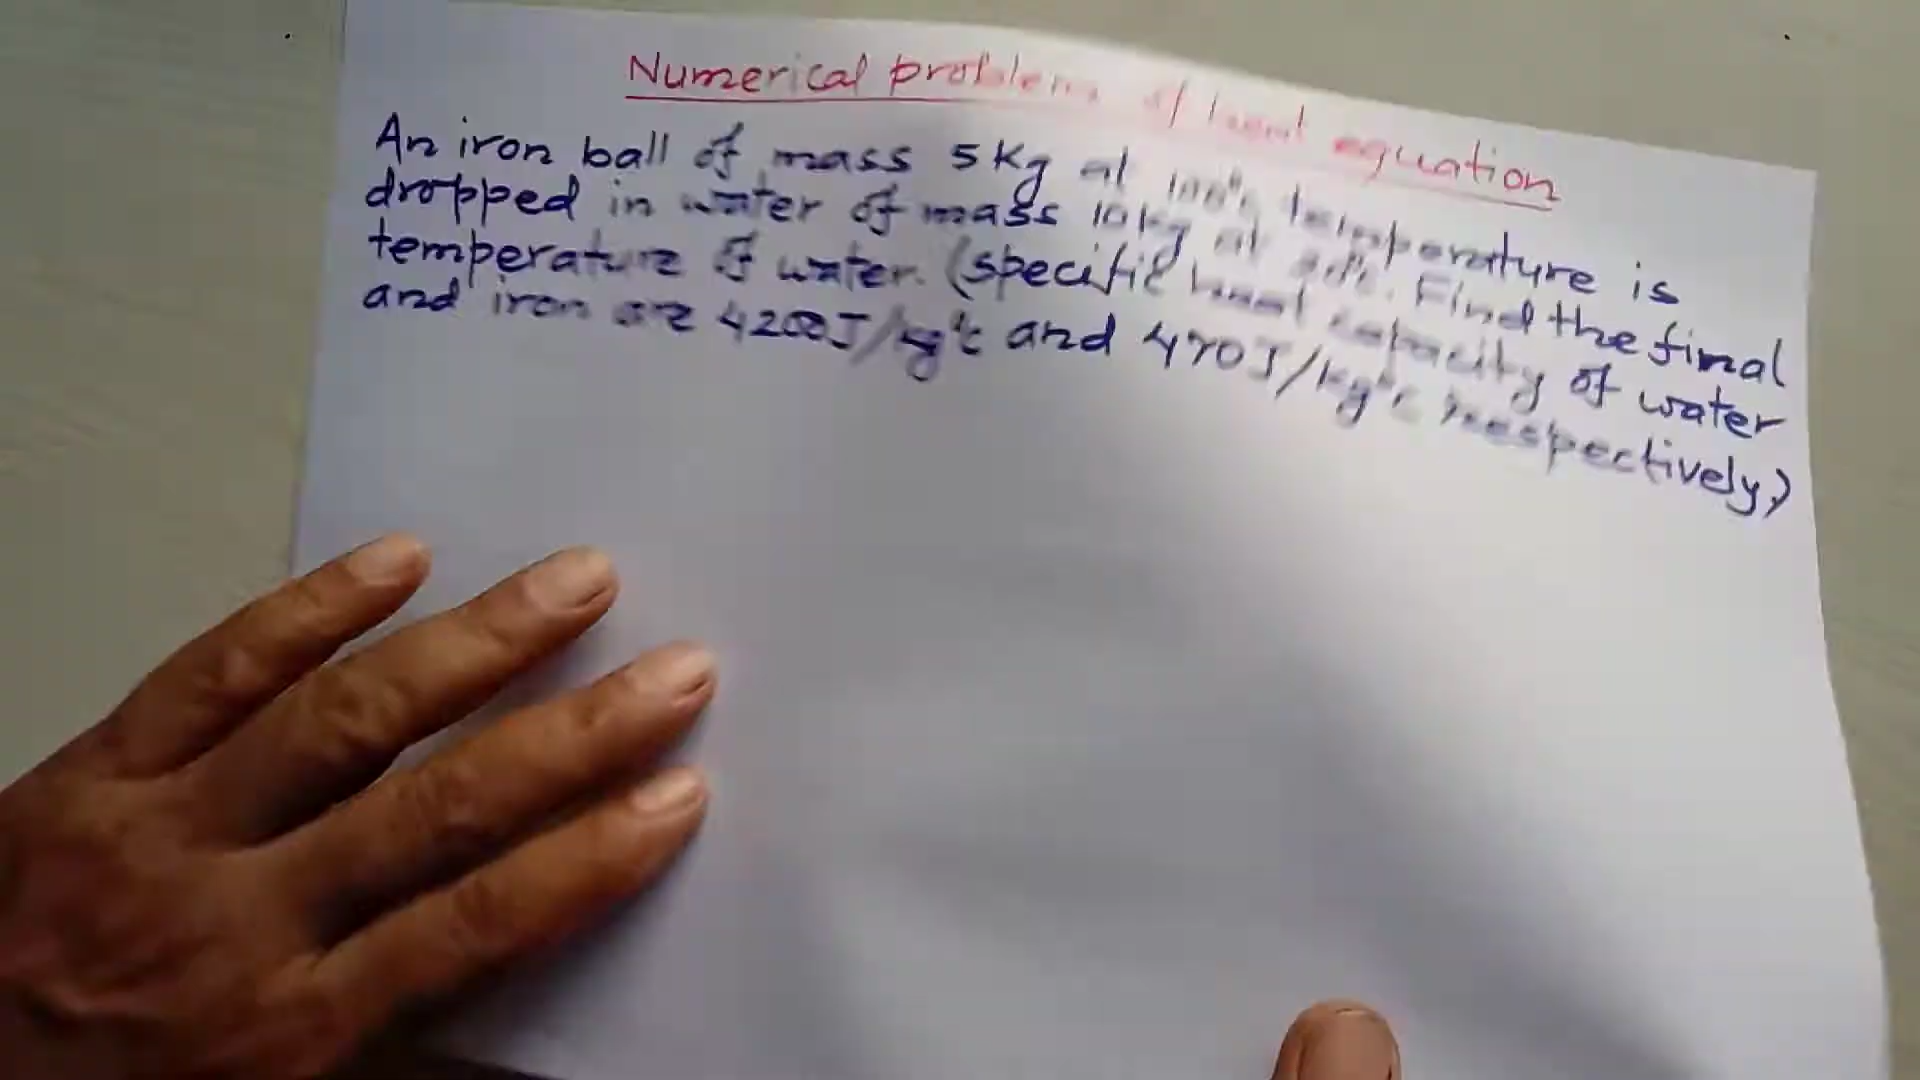 Numerical problem of heat equation
An iron ball of mass 5Kg at 100°c temperature is
dropped in water of mass 10kg at . Find the final
temperature of water. (specific heat capacity of water
and iron are 4200J/kg°c and 470J/kg°c respectively)